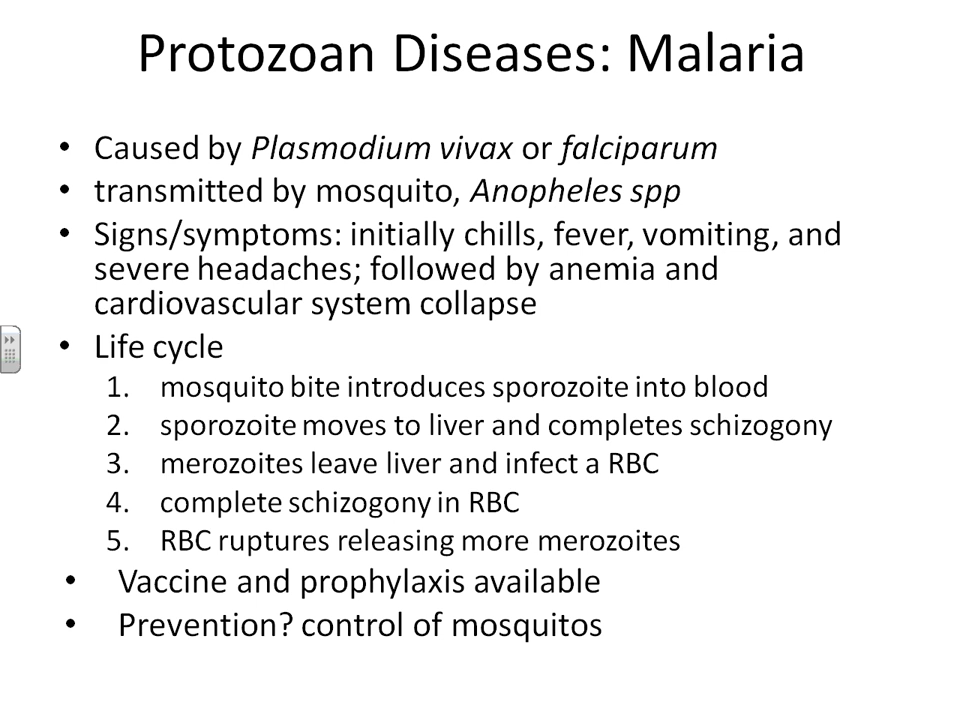 Protozoan Diseases: Malaria
• Caused by Plasmodium vivax or falciparum
• transmitted by mosquito, Anopheles spp
• Signs/symptoms: initially chills, fever, vomiting, and
severe headaches; followed by anemia and
cardiovascular system collapse
• Life cycle
1. mosquito bite introduces sporozoite into blood
2. sporozoite moves to liver and completes schizogony
3. merozoites leave liver and infect a RBC
4. complete schizogony in RBC
5. RBC ruptures releasing more merozoites
• Vaccine and prophylaxis available
• Prevention? control of mosquitos